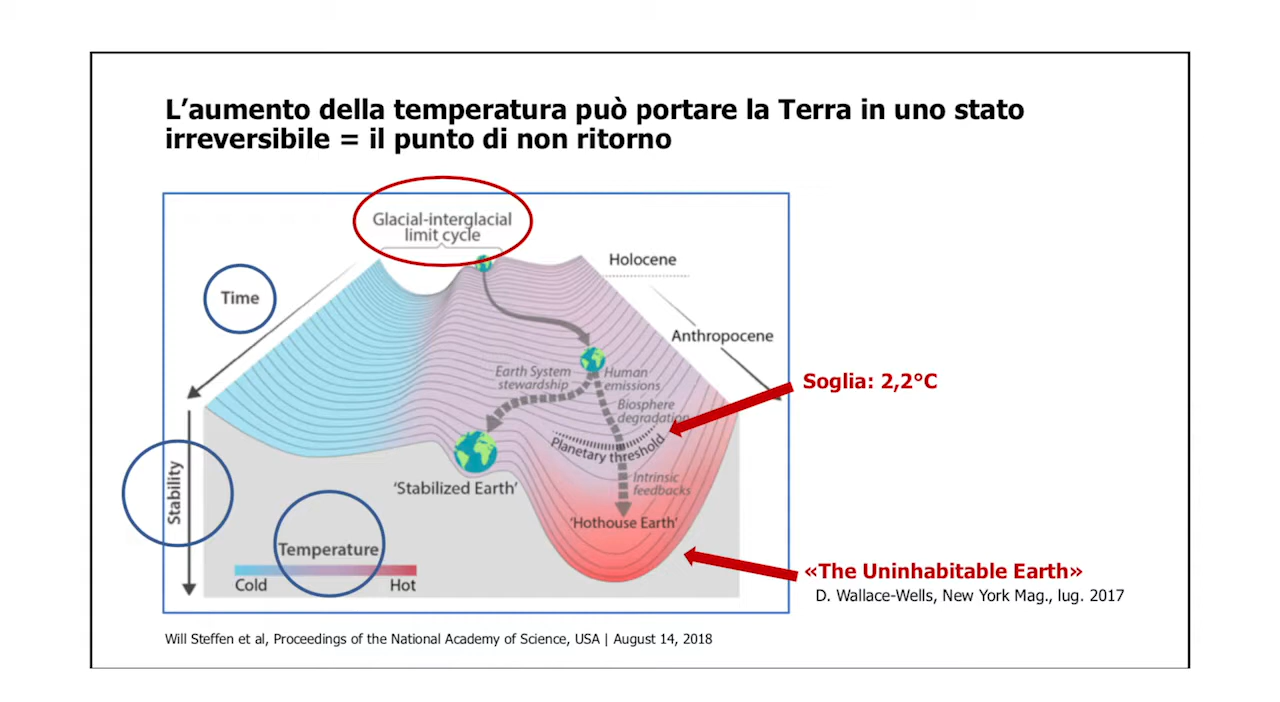 L’aumento della temperatura può portare la Terra in uno stato
irreversibile = il punto di non ritorno
Glacial-interglacial
limit cycle
Holocene
Time
Anthropocene
Earth System
stewardship
Human
emissions
Soglia: 2,2°C
Biosphere
degradation
Planetary threshold
Stability
Intrinsic
feedbacks
‘Stabilized Earth’
‘Hothouse Earth’
Temperature
Cold
Hot
«The Uninhabitable Earth»
D. Wallace-Wells, New York Mag., lug. 2017
Will Steffen et al, Proceedings of the National Academy of Science, USA | August 14, 2018